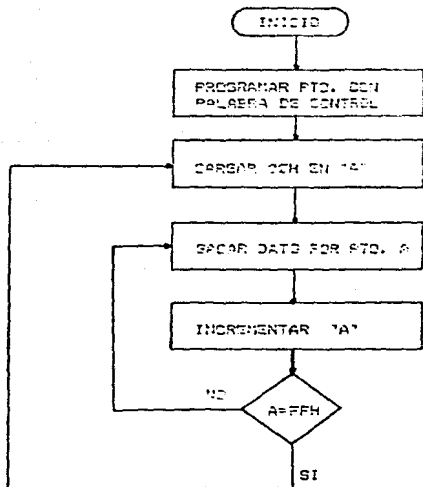 INICIO
PROGRAMAR PTO. CON
PALABRA DE CONTROL
CARGAR 00H EN "A"
SACAR DATO POR PTO. A
INCREMENTAR "A"
NO
A=FFH
SI